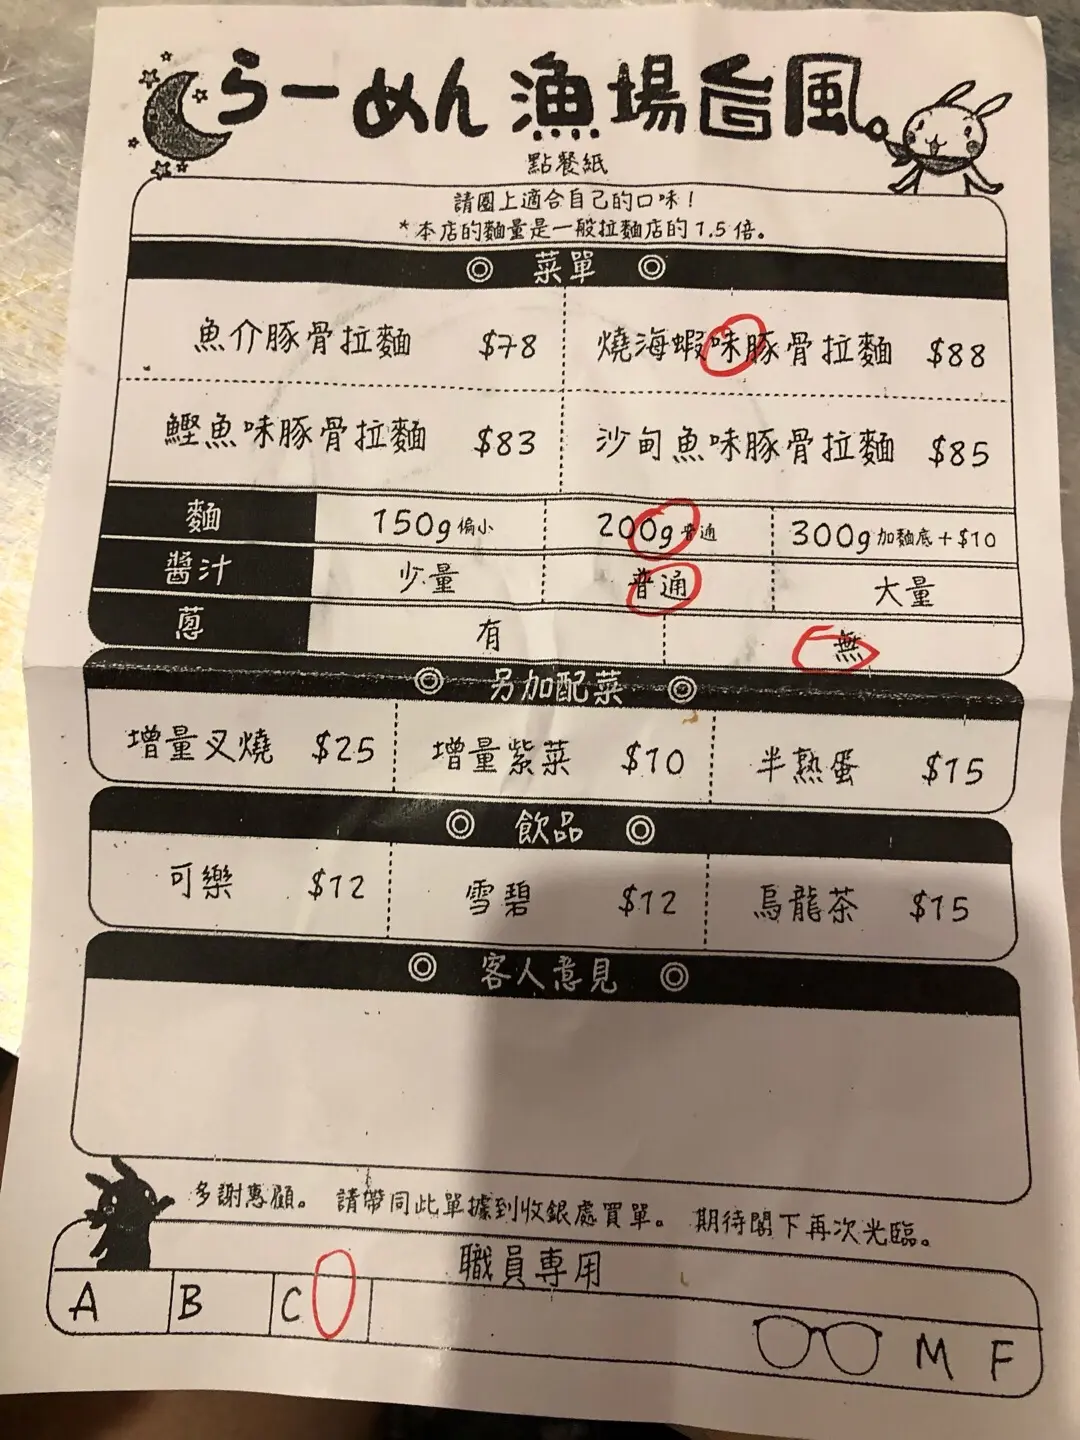 らーめん 漁場台風。
點餐紙
請圈上適合自己的口味!
*本店的麵量是一般拉麵店的1.5倍。
◎ 菜單 ◎
魚介豚骨拉麵 $78 燒海蝦味豚骨拉麵 $88
鰹魚味豚骨拉麵 $83 沙甸魚味豚骨拉麵 $85
麵 150g偏小 200g普通 300g加麵底+$10
醬汁 少量 普通 大量
蔥 有 無
◎ 另加配菜 ◎
增量叉燒 $25 增量紫菜 $10 半熟蛋 $15
◎ 飲品 ◎
可樂 $12 雪碧 $12 烏龍茶 $15
◎ 客人意見 ◎
多謝惠顧。 請帶同此單據到收銀處買單。 期待閣下再次光臨。
職員專用
A B C M F